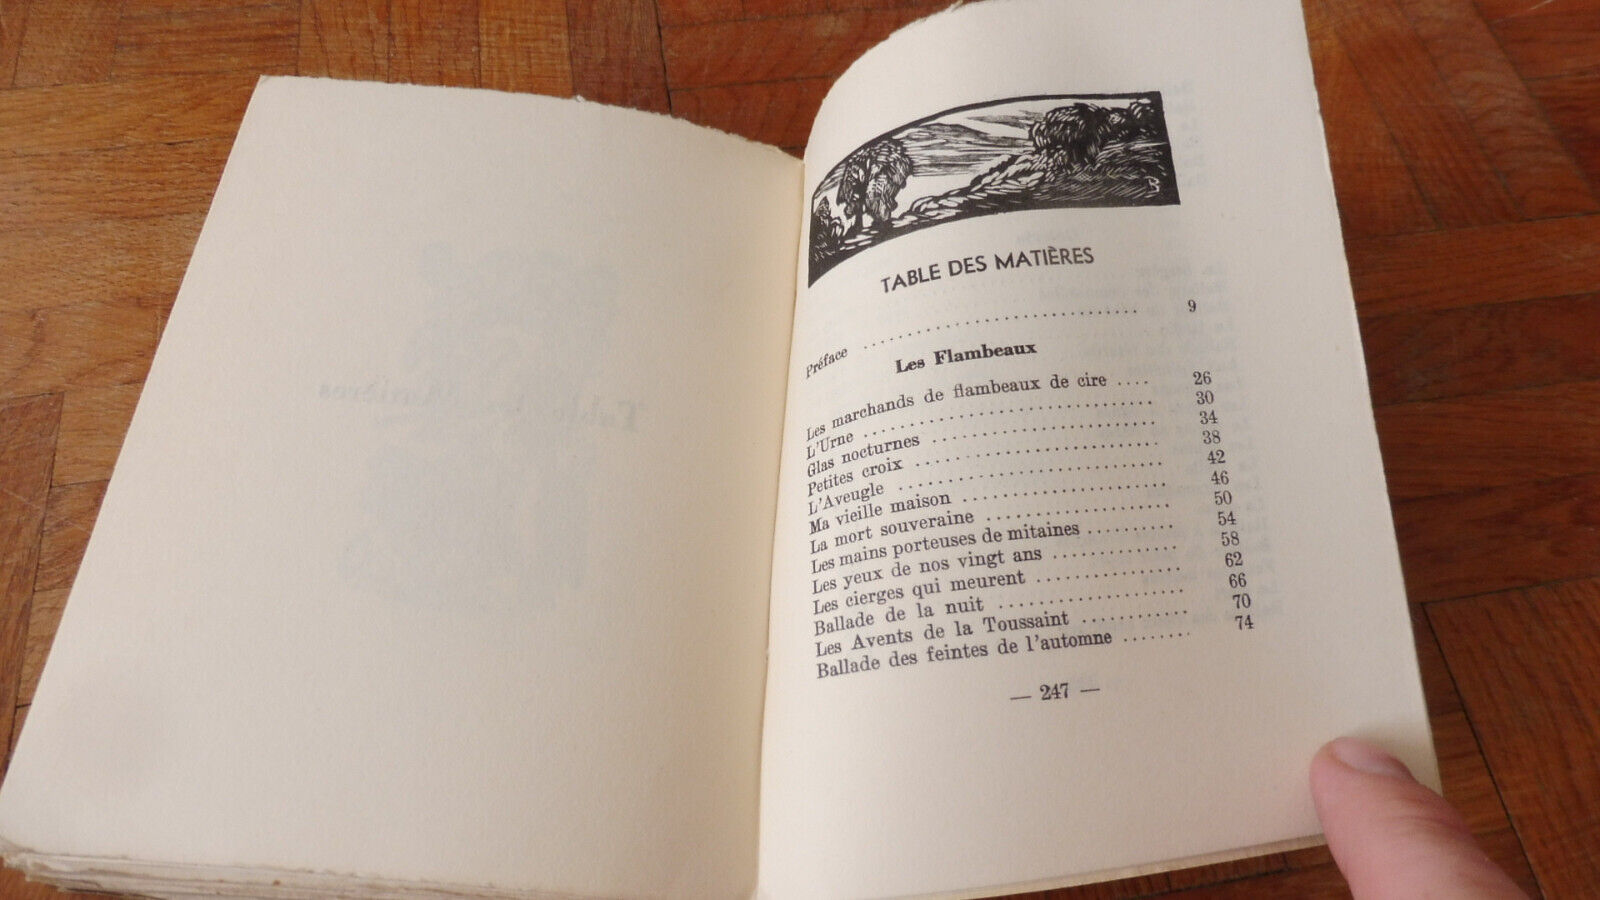 TABLE DES MATIÈRES
Préface .............................. 9
Les Flambeaux
Les marchands de flambeaux de cire .... 26
L'Urne .............................. 30
Glas nocturnes ....................... 34
Petites croix ........................ 38
L'Aveugle ........................... 42
Ma vieille maison .................... 46
La mort souveraine ................... 50
Les mains porteuses de mitaines ......... 54
Les yeux de nos vingt ans ............. 58
Les cierges qui meurent ............... 62
Ballade de la nuit .................... 66
Les Avents de la Toussaint ............ 70
Ballade des feintes de l'automne ........ 74
— 247 —